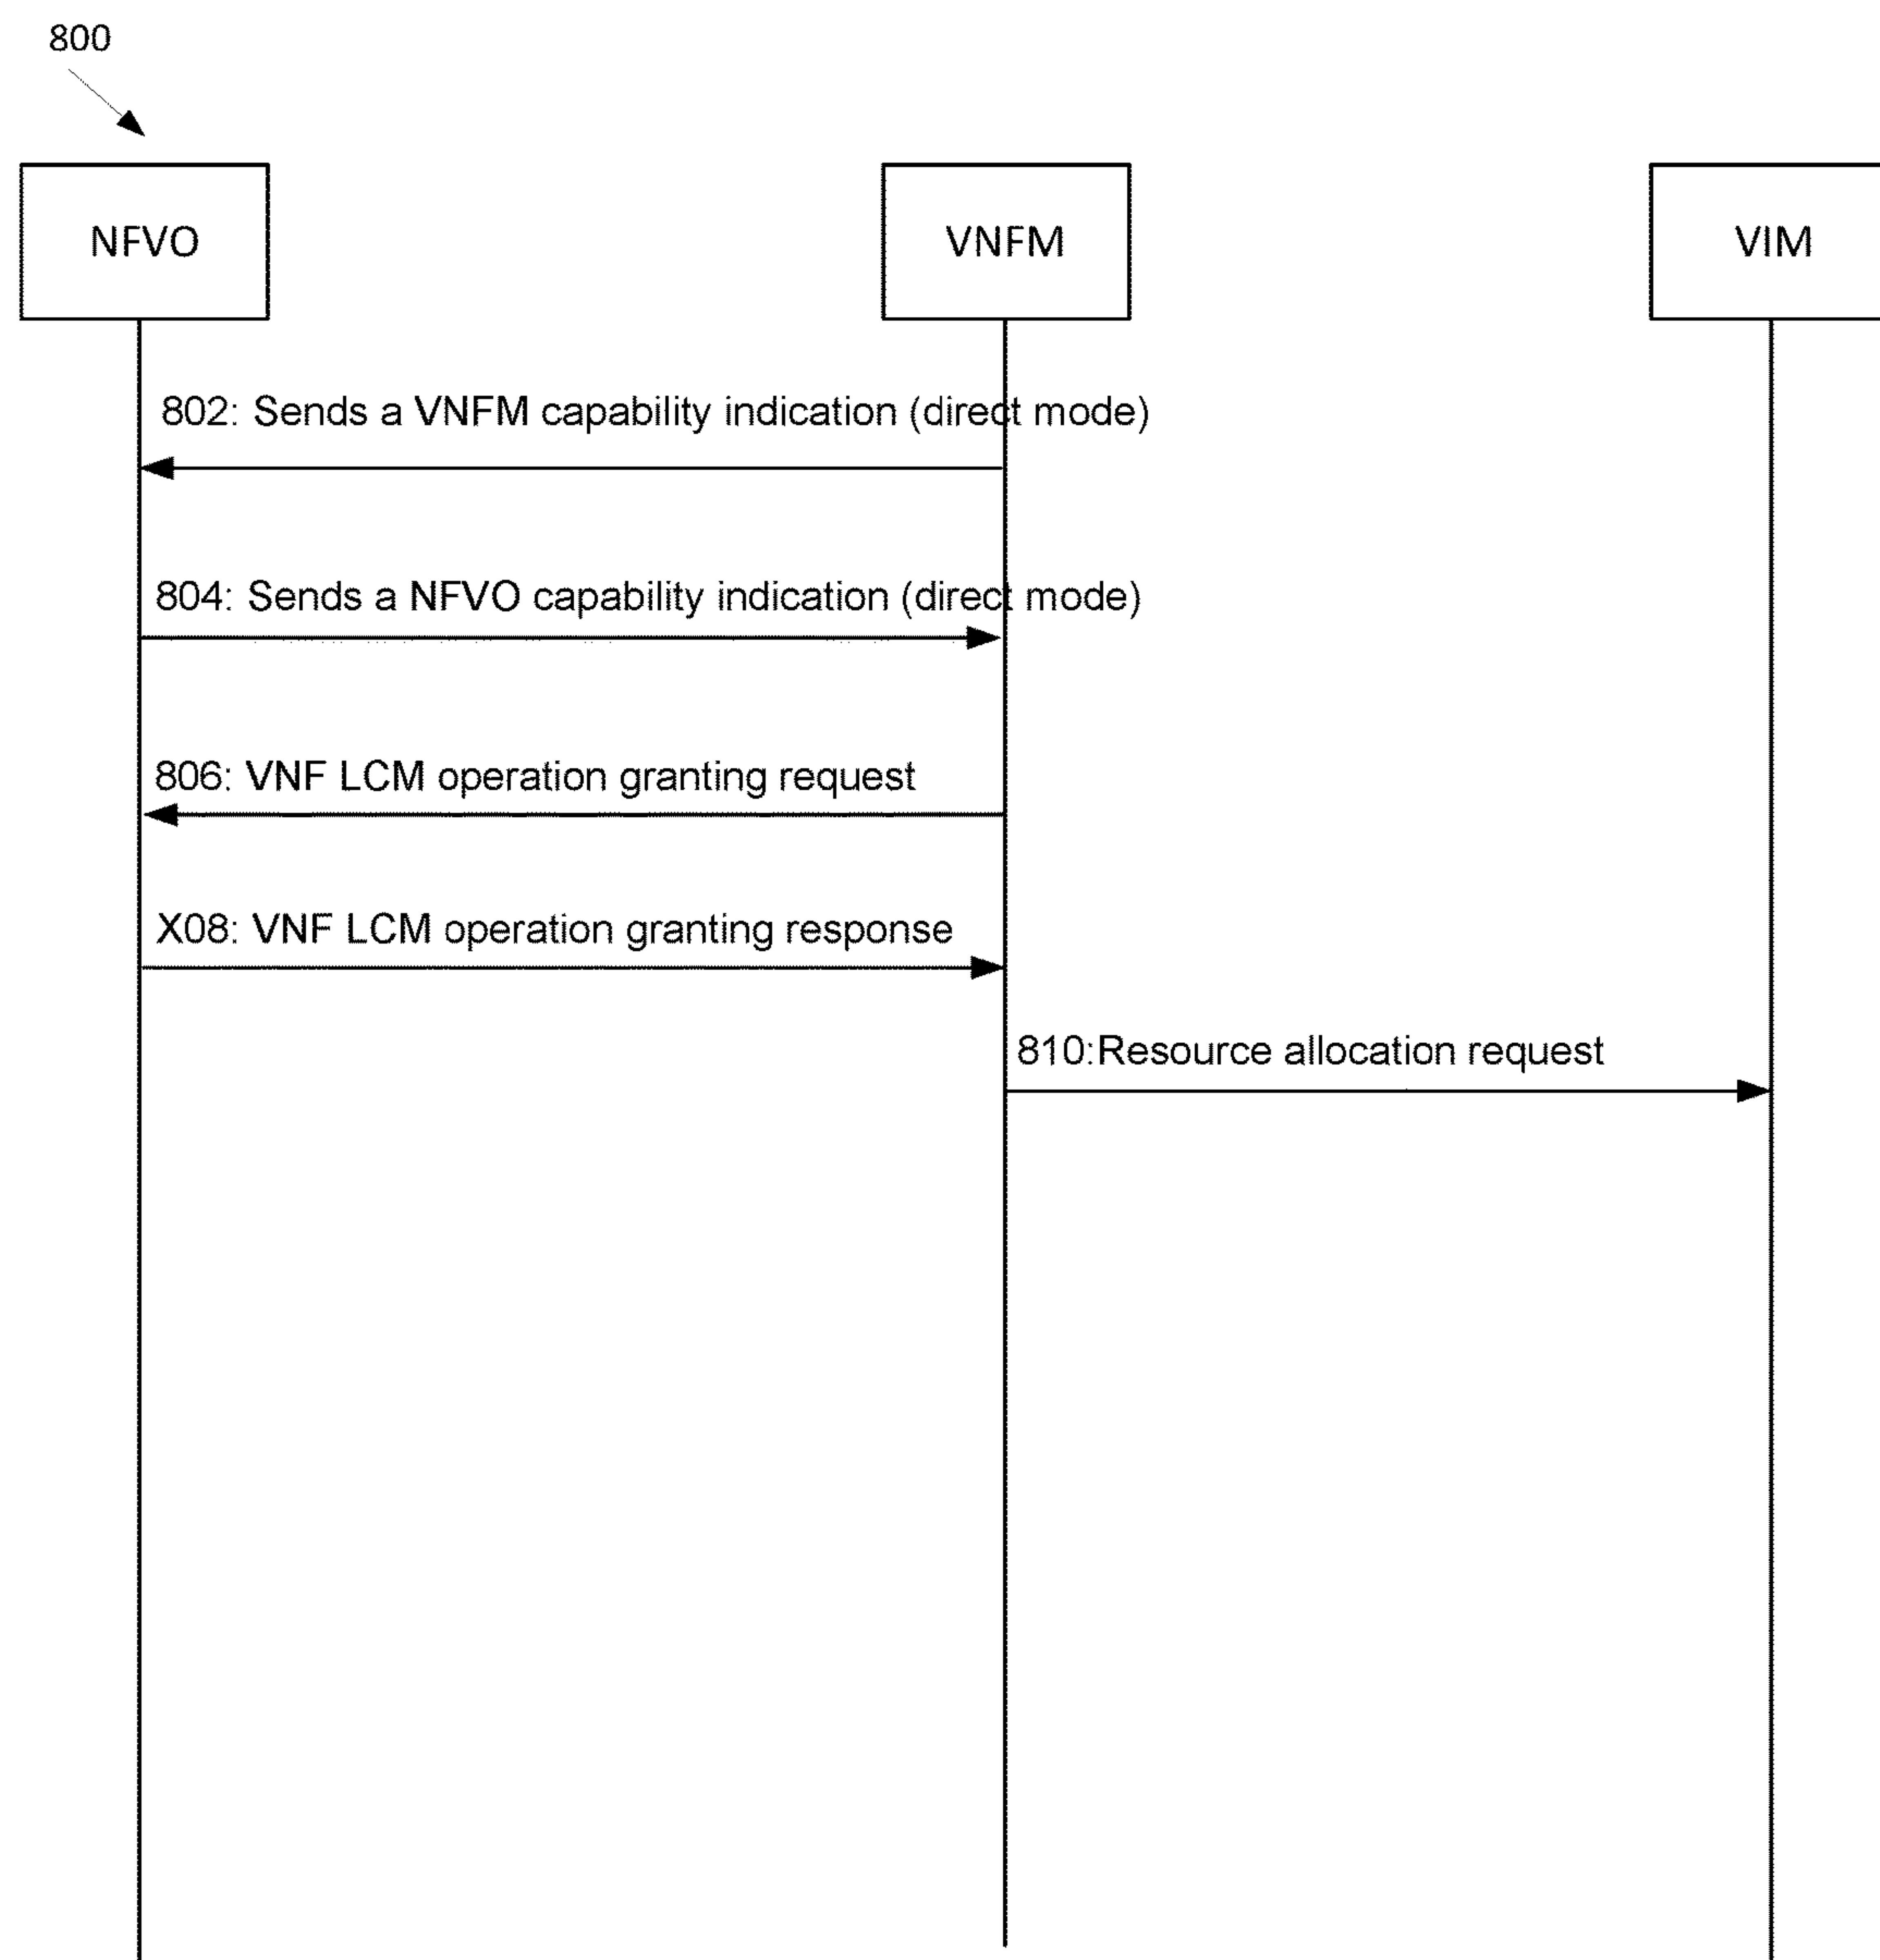 800
NFVO
VNFM
VIM
802: Sends a VNFM capability indication (direct mode)
804: Sends a NFVO capability indication (direct mode)
806: VNF LCM operation granting request
X08: VNF LCM operation granting response
810:Resource allocation request